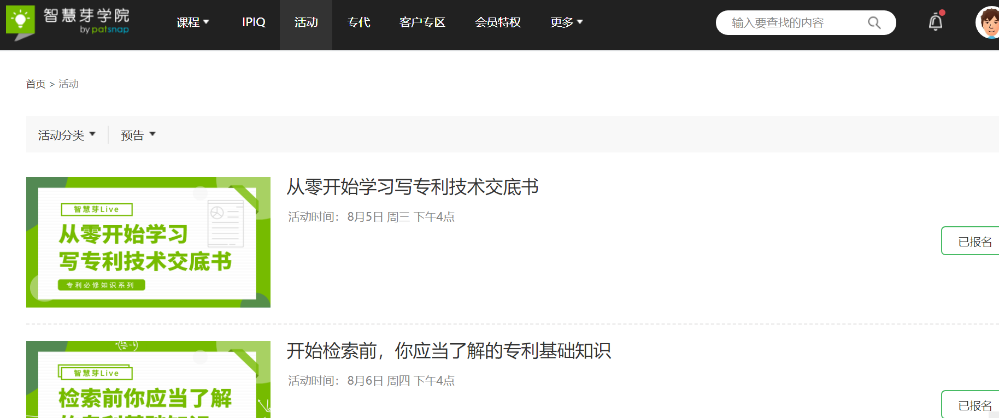 智慧芽学院
by patsnap
课程 IPIQ 活动 专代 客户专区 会员特权 更多 输入要查找的内容
首页 > 活动
活动分类 预告
从零开始学习写专利技术交底书
活动时间： 8月5日 周三 下午4点
已报名
智慧芽Live
从零开始学习
写专利技术交底书
专利必修知识系列
开始检索前，你应当了解的专利基础知识
活动时间： 8月6日 周四 下午4点
已报名
智慧芽Live
检索前你应当了解